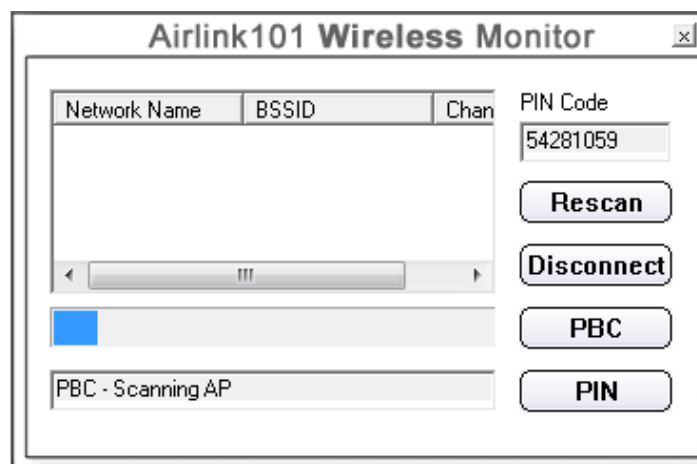 Airlink101 Wireless Monitor
Network Name BSSID Chan
PIN Code
54281059
Rescan
Disconnect
PBC
PBC - Scanning AP
PIN